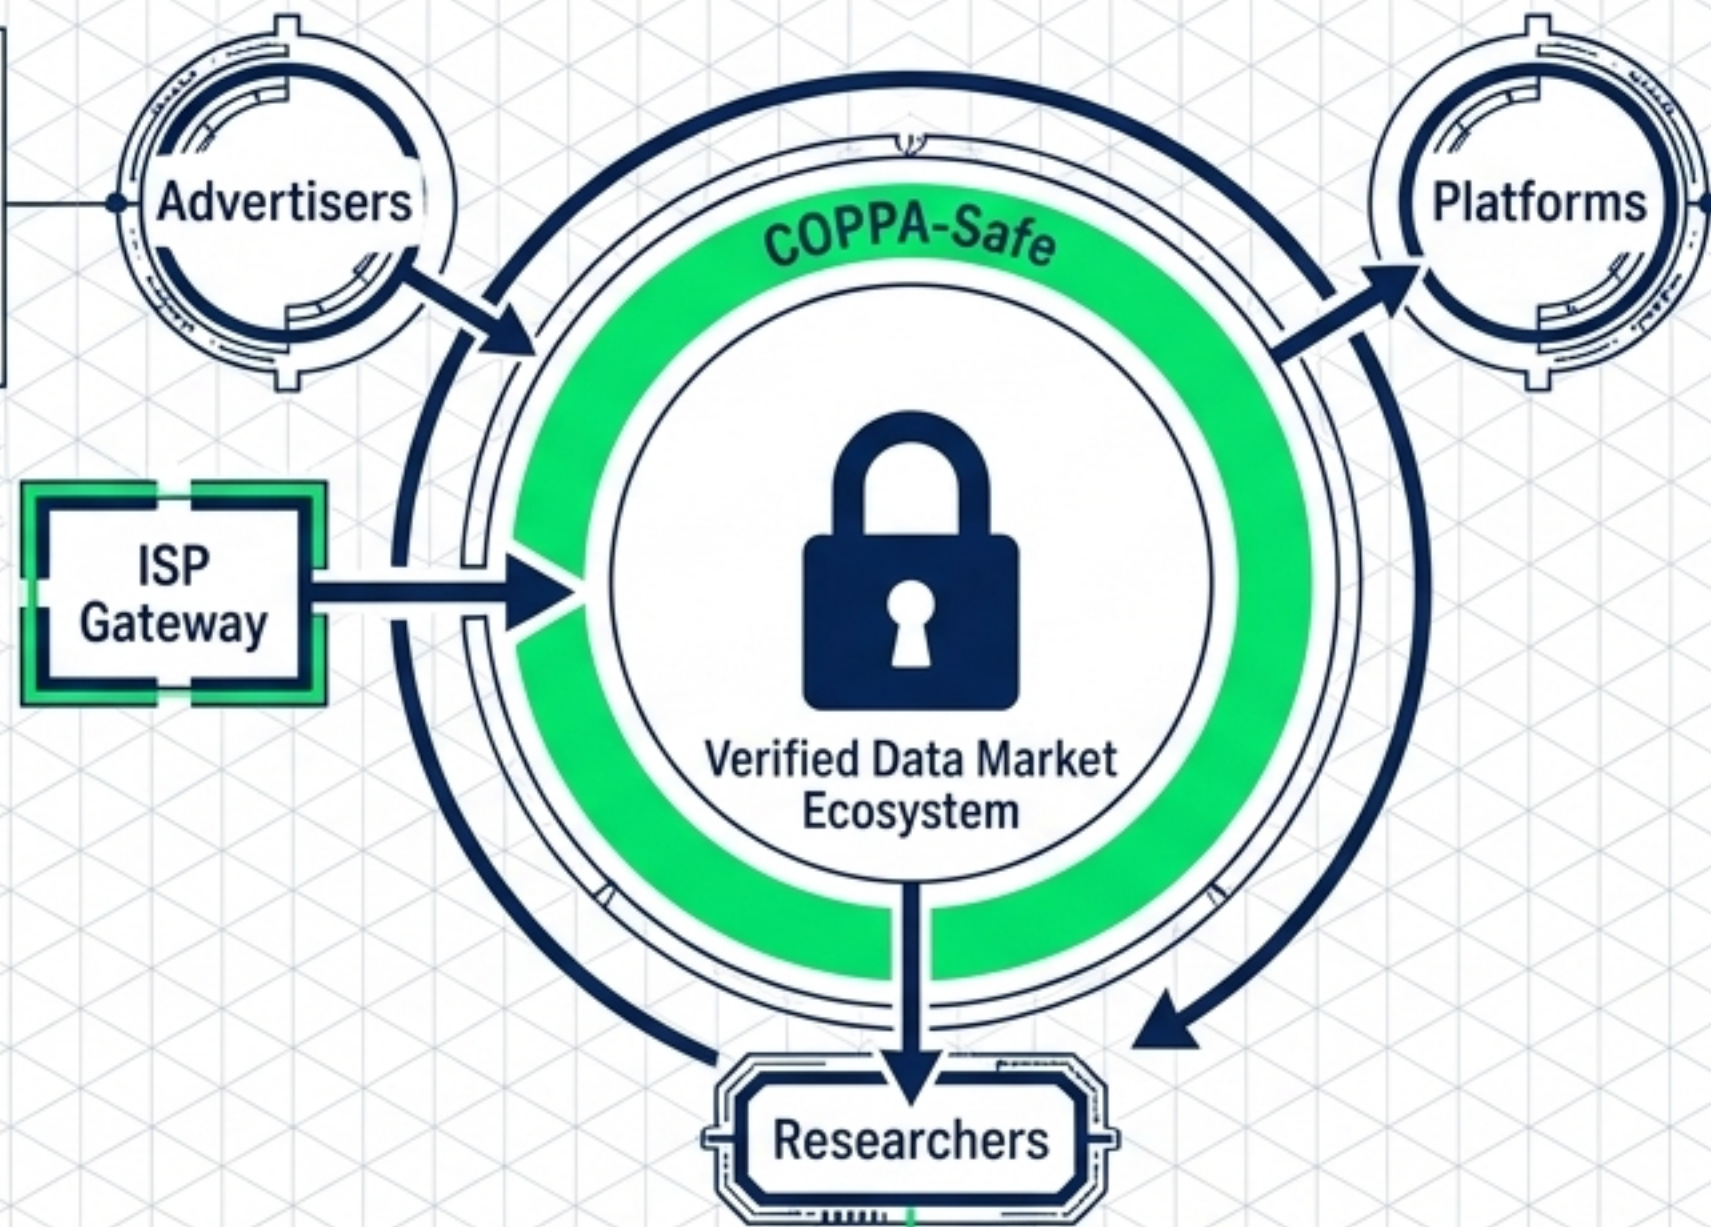 Advertisers
Platforms
COPPA-Safe
ISP
Gateway
Verified Data Market
Ecosystem
Researchers